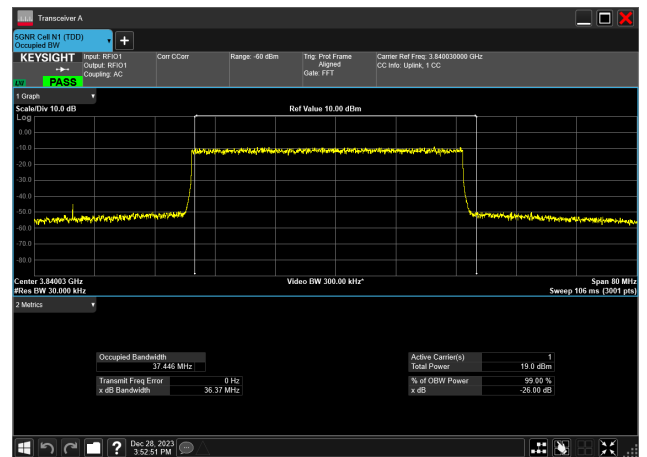 Transceiver A
5GNR Cell N1 (TDD)
Occupied BW
KEYSIGHT
Input: RFIO1
Output: RFIO1
Coupling: AC
Corr CCorr
Range: -60 dBm
Trig: Prot Frame
Aligned
Gate: FFT
Carrier Ref Freq: 3.840030000 GHz
CC Info: Uplink, 1 CC
PASS
1 Graph
Scale/Div 10.0 dB
Ref Value 10.00 dBm
Log
0.00
-10.0
-20.0
-30.0
-40.0
-50.0
-60.0
-70.0
-80.0
Center 3.84003 GHz
Video BW 300.00 kHz*
Span 80 MHz
#Res BW 30.000 kHz
Sweep 106 ms (3001 pts)
2 Metrics
Occupied Bandwidth
37.446 MHz
Transmit Freq Error 0 Hz
x dB Bandwidth 36.37 MHz
Active Carrier(s) 1
Total Power 19.0 dBm
% of OBW Power 99.00 %
x dB -26.00 dB
Dec 28, 2023
3:52:51 PM